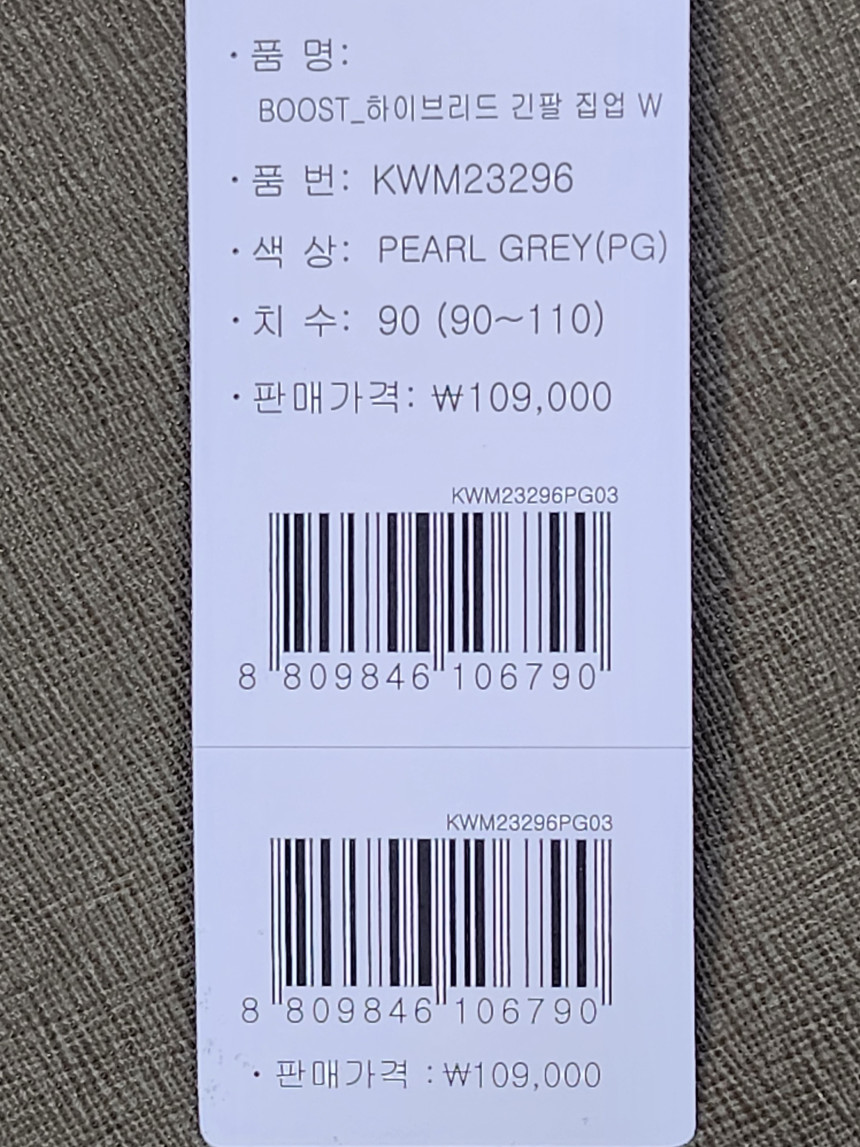 · 품 명:
BOOST_하이브리드 긴팔 집업 W
· 품 번: KWM23296
· 색 상: PEARL GREY(PG)
· 치 수: 90 (90~110)
· 판매가격: ₩109,000
KWM23296PG03
8 809846 106790
KWM23296PG03
8 809846 106790
· 판매가격 :₩109,000